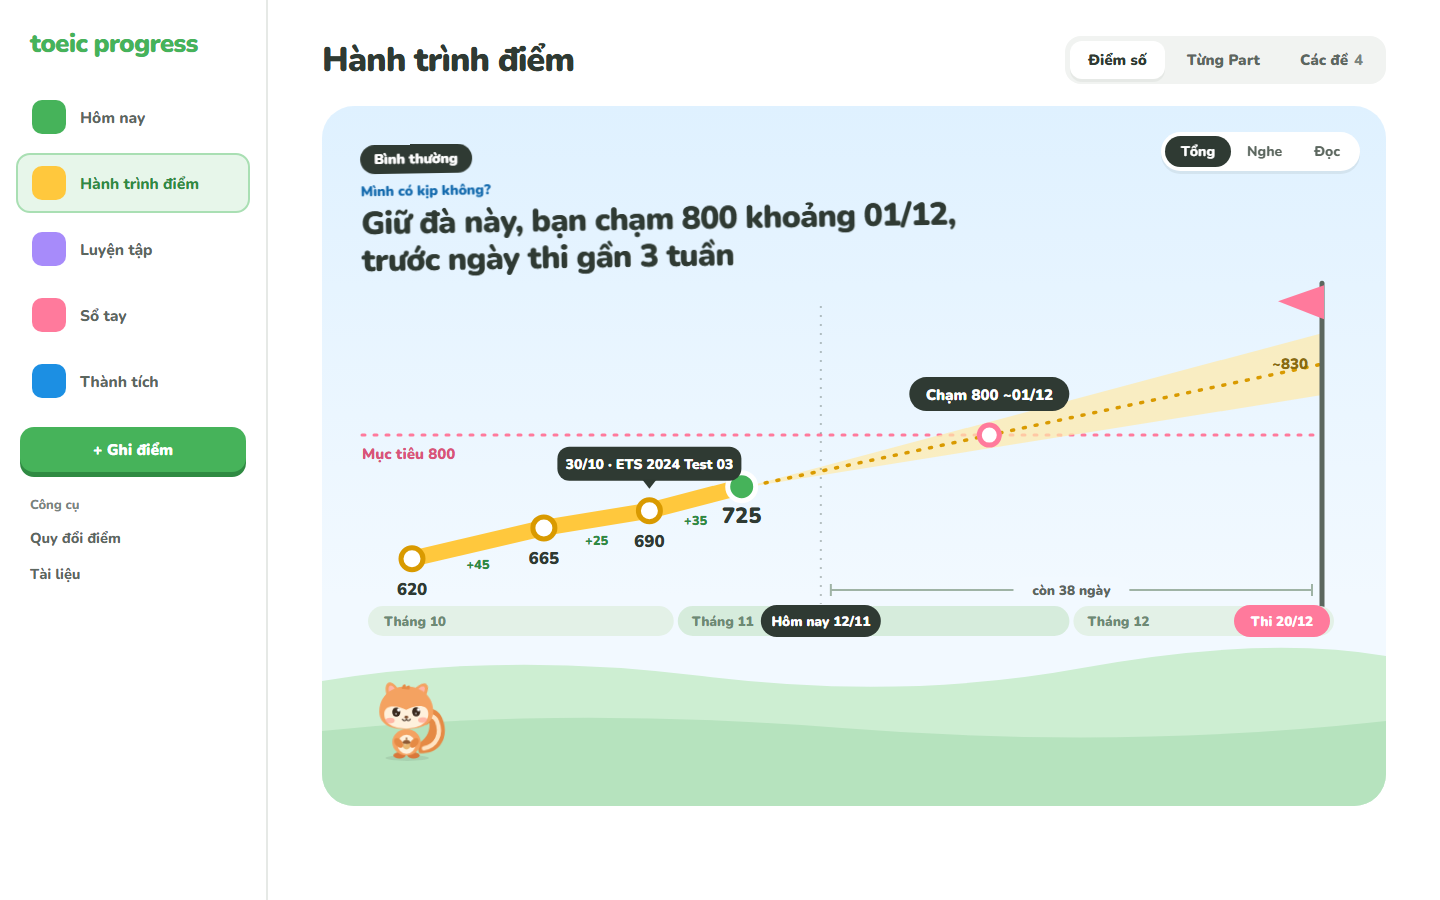 toeic progress
Hôm nay
Hành trình điểm
Luyện tập
Sổ tay
Thành tích
+ Ghi điểm
Công cụ
Quy đổi điểm
Tài liệu
Hành trình điểm
Điểm số
Từng Part
Các đề 4
Bình thường
Tổng
Nghe
Đọc
Mình có kịp không?
Giữ đà này, bạn chạm 800 khoảng 01/12,
trước ngày thi gần 3 tuần
~830
Chạm 800 ~01/12
Mục tiêu 800
30/10 · ETS 2024 Test 03
725
+35
690
+25
665
+45
620
còn 38 ngày
Tháng 10
Tháng 11
Hôm nay 12/11
Tháng 12
Thi 20/12